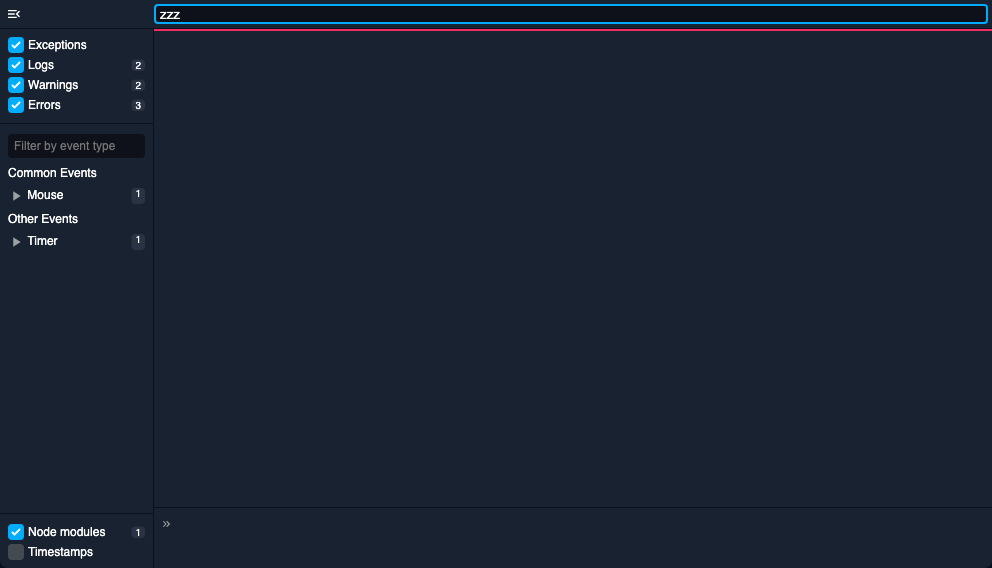 zzz
Exceptions
Logs 2
Warnings 2
Errors 3
Filter by event type
Common Events
Mouse 1
Other Events
Timer 1
»
Node modules 1
Timestamps